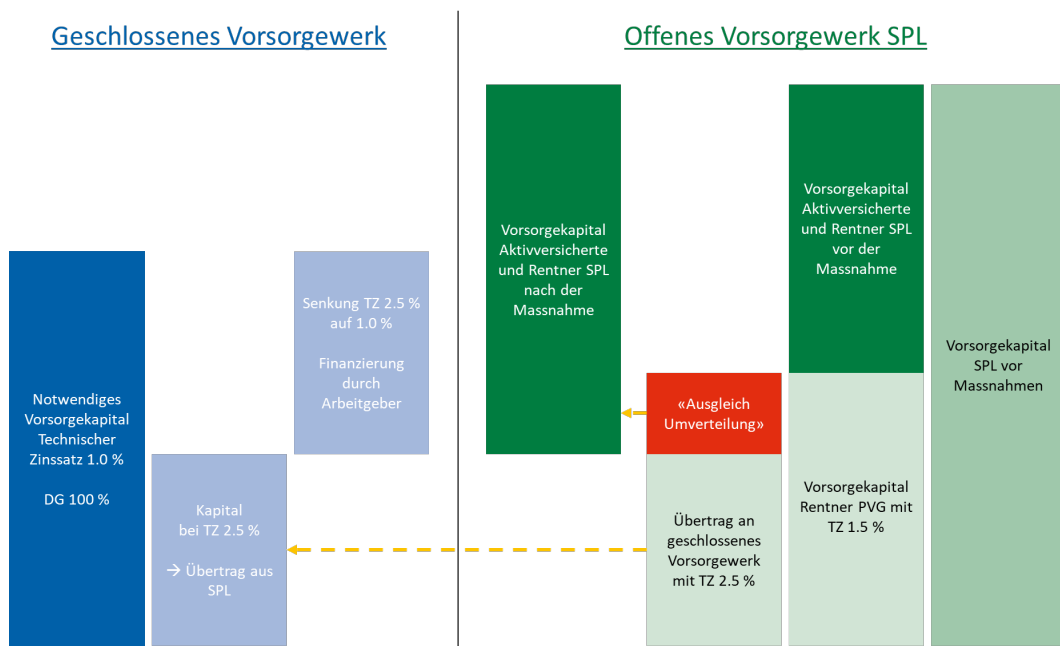 Geschlossenes Vorsorgewerk
Notwendiges
Vorsorgekapital
Technischer
Zinssatz 1.0 %
DG 100 %
Kapital
bei TZ 2.5 %
→ Übertrag aus
SPL
Senkung TZ 2.5 %
auf 1.0 %
Finanzierung
durch
Arbeitgeber
Offenes Vorsorgewerk SPL
Vorsorgekapital
Aktivversicherte
und Rentner SPL
nach der
Massnahme
«Ausgleich
Umverteilung»
Übertrag an
geschlossenes
Vorsorgewerk
mit TZ 2.5 %
Vorsorgekapital
Aktivversicherte
und Rentner SPL
vor der
Massnahme
Vorsorgekapital
Rentner PVG mit
TZ 1.5 %
Vorsorgekapital
SPL vor
Massnahmen